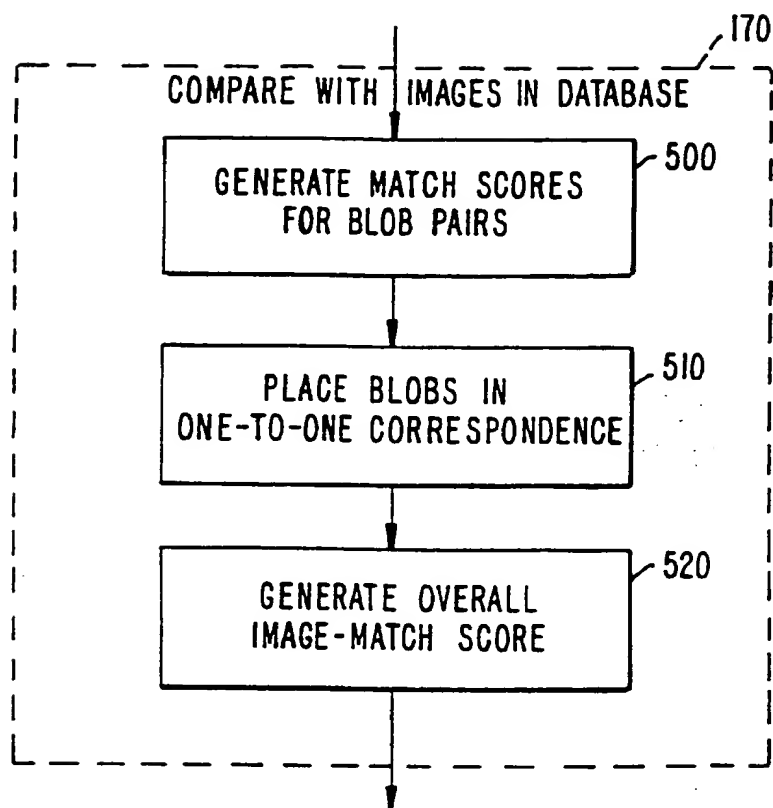 170
COMPARE WITH IMAGES IN DATABASE
500
GENERATE MATCH SCORES
FOR BLOB PAIRS
510
PLACE BLOBS IN
ONE-TO-ONE CORRESPONDENCE
520
GENERATE OVERALL
IMAGE-MATCH SCORE